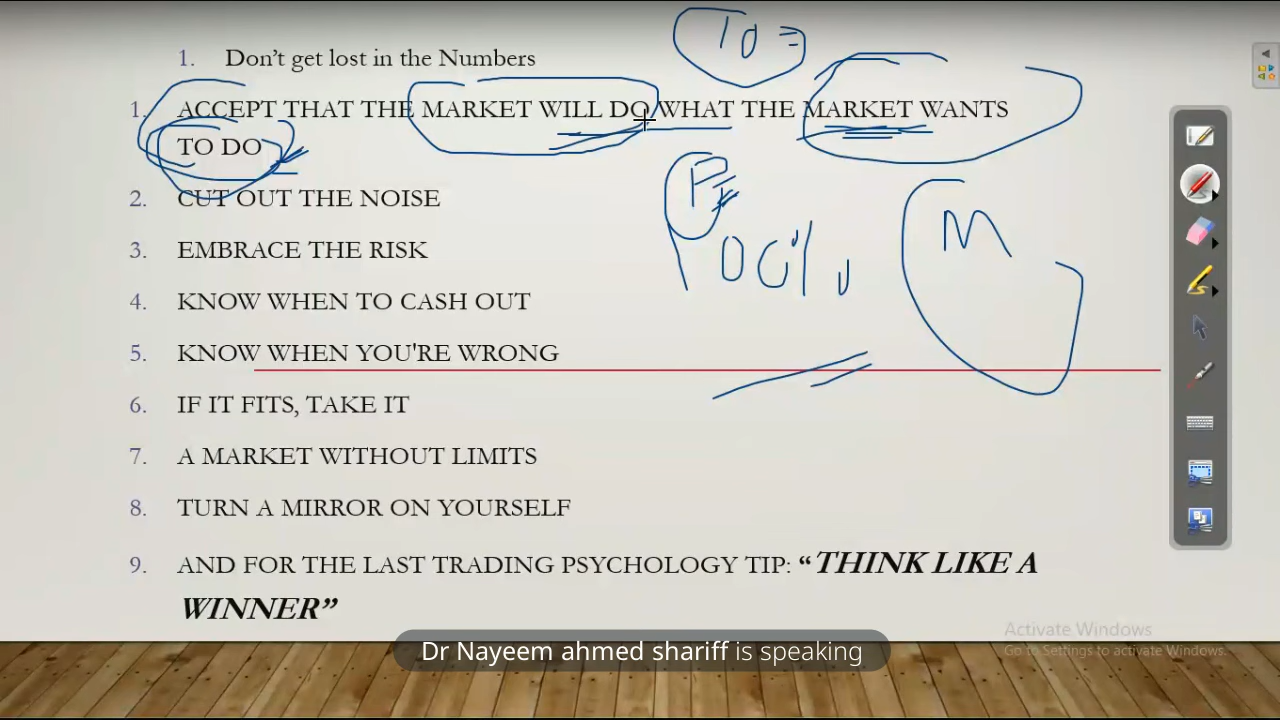 1. Don’t get lost in the Numbers
1. ACCEPT THAT THE MARKET WILL DO WHAT THE MARKET WANTS
TO DO
2. CUT OUT THE NOISE
3. EMBRACE THE RISK
4. KNOW WHEN TO CASH OUT
5. KNOW WHEN YOU'RE WRONG
6. IF IT FITS, TAKE IT
7. A MARKET WITHOUT LIMITS
8. TURN A MIRROR ON YOURSELF
9. AND FOR THE LAST TRADING PSYCHOLOGY TIP: “THINK LIKE A
WINNER”
M
Activate Windows
Go to Settings to activate Windows.
Dr Nayeem ahmed shariff is speaking